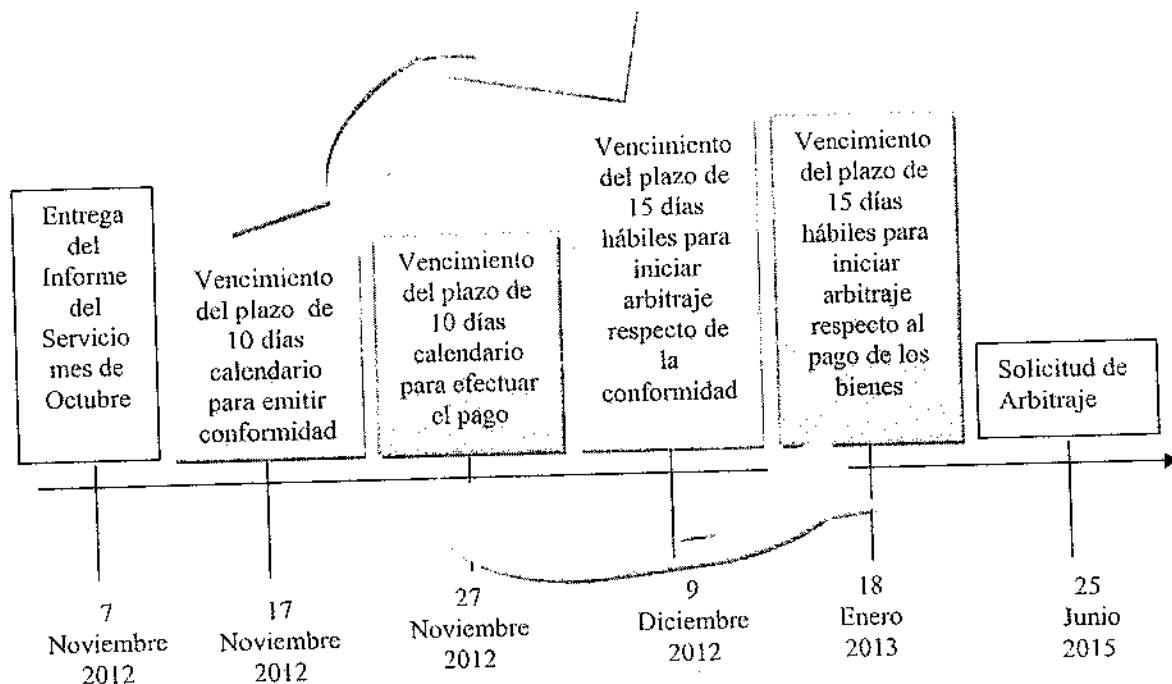 Entrega
del
Informe
del
Servicio
mes de
Octubre
Vencimiento
del plazo de
10 días
calendario
para emitir
conformidad
Vencimiento
del plazo de
10 días
calendario
para efectuar
el pago
Vencimiento
del plazo de
15 días
hábiles para
iniciar
arbitraje
respecto de
la
conformidad
Vencimiento
del plazo de
15 días
hábiles para
iniciar
arbitraje
respecto al
pago de los
bienes
Solicitud de
Arbitraje
7
Noviembre
2012
17
Noviembre
2012
27
Noviembre
2012
9
Diciembre
2012
18
Enero
2013
25
Junio
2015